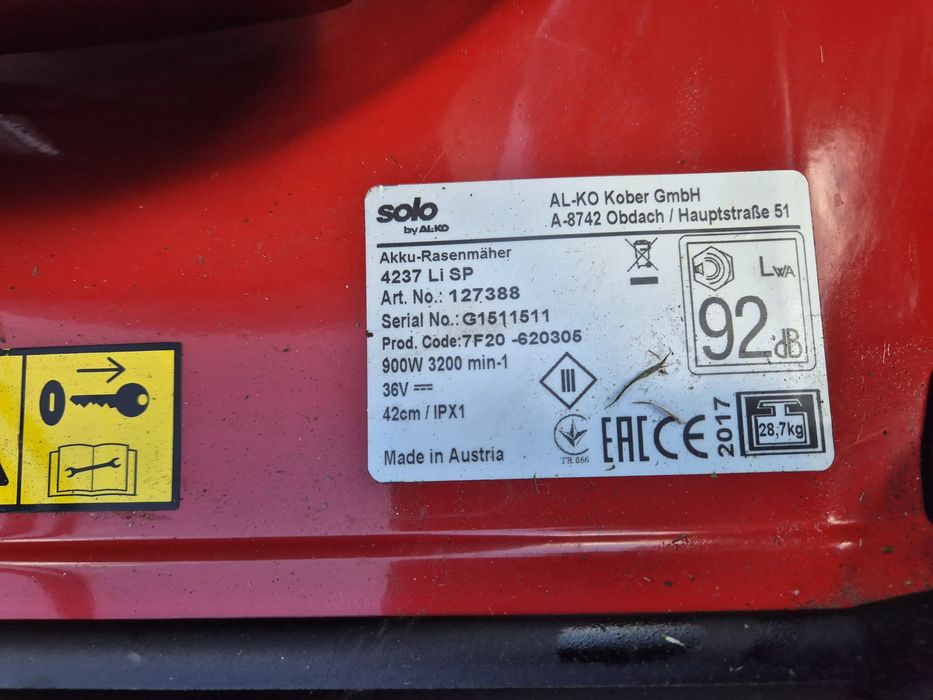 solo
by AL-KO
AL-KO Kober GmbH
A-8742 Obdach / Hauptstraße 51
Akku-Rasenmäher
4237 Li SP
Art. No.: 127388
Serial No.: G1511511
Prod. Code:7F20 -620305
900W 3200 min-1
36V
42cm / IPX1
Made in Austria
LWA
92 dB
III
TR 066
EAC CE
2017
28,7kg